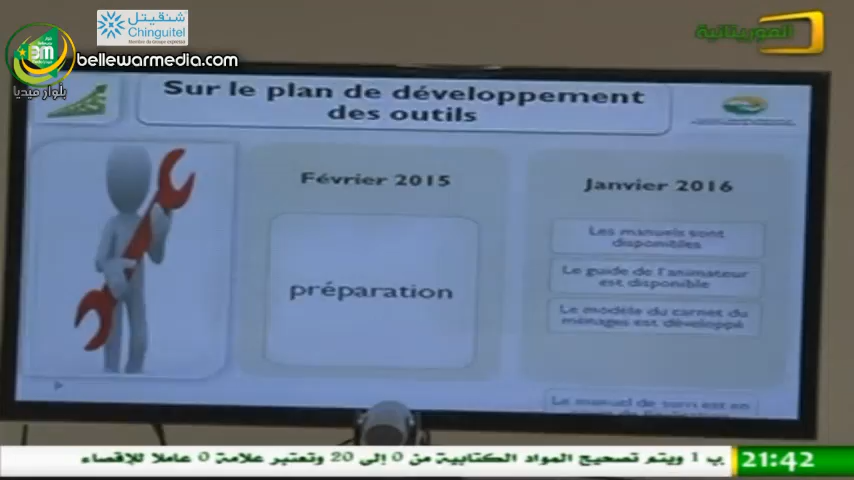 شنقيتل
Chinguitel
bellewarmedia.com
بلوار ميديا
الموريتانية
Sur le plan de développement
des outils
Février 2015
préparation
Janvier 2016
Les manuels sont
disponibles
Le guide de l'animateur
est disponible
Le modèle du carnet du
ménages est développé
Le manuel de suivi est en
ب 1 ويتم تصحيح المواد الكتابية من 0 إلى 20 وتعتبر علامة 0 عاملا للإقصاء
21:42